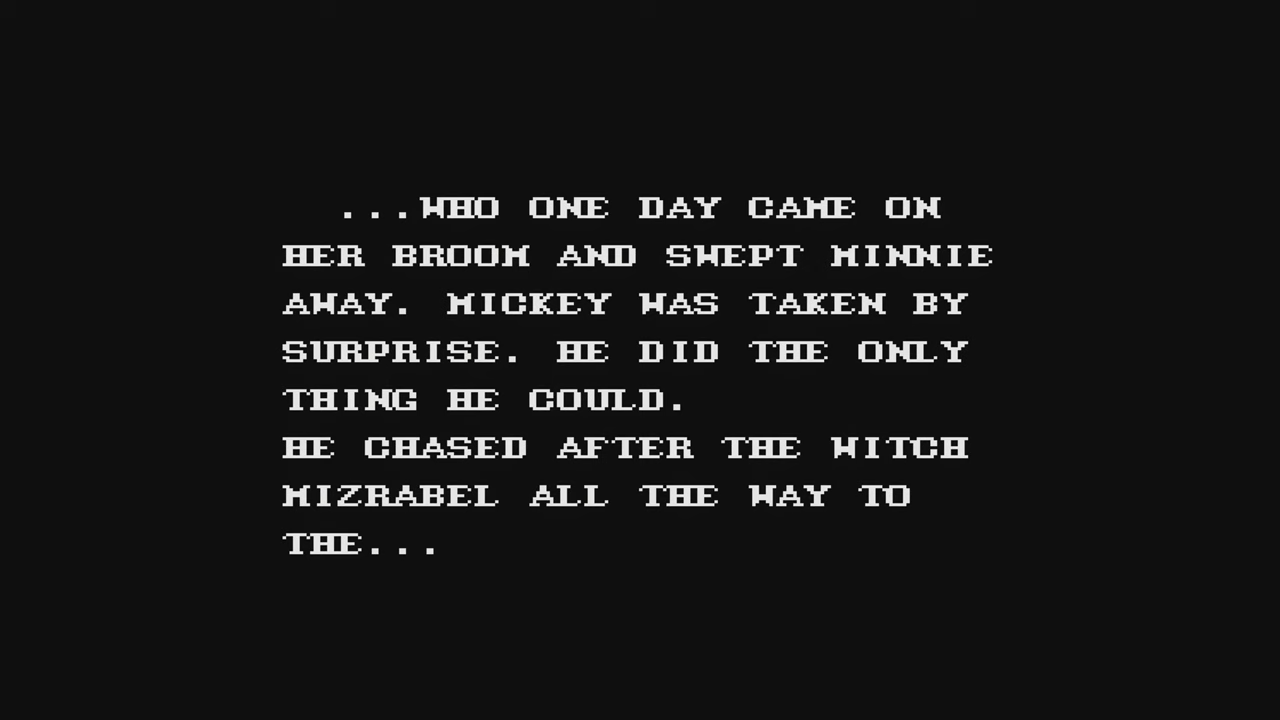 ...WHO ONE DAY CAME ON
HER BROOM AND SWEPT MINNIE
AWAY. MICKEY WAS TAKEN BY
SURPRISE. HE DID THE ONLY
THING HE COULD.
HE CHASED AFTER THE WITCH
MIZRABEL ALL THE WAY TO
THE...